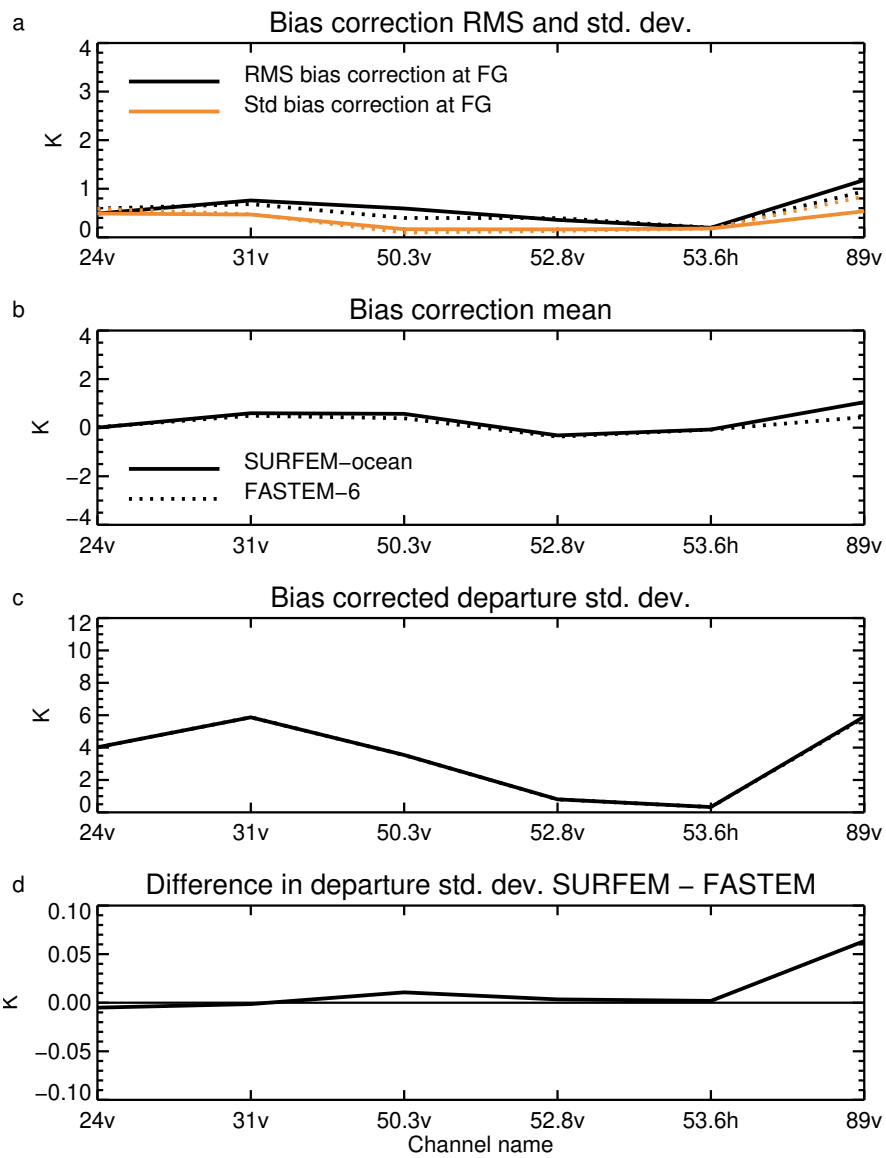 a
Bias correction RMS and std. dev.
4
3
2
1
0
K
RMS bias correction at FG
Std bias correction at FG
24v 31v 50.3v 52.8v 53.6h 89v
b
Bias correction mean
4
2
0
−2
−4
K
SURFEM−ocean
FASTEM−6
24v 31v 50.3v 52.8v 53.6h 89v
c
Bias corrected departure std. dev.
12
10
8
6
4
2
0
K
24v 31v 50.3v 52.8v 53.6h 89v
d
Difference in departure std. dev. SURFEM − FASTEM
0.10
0.05
0.00
−0.05
−0.10
K
24v 31v 50.3v 52.8v 53.6h 89v
Channel name